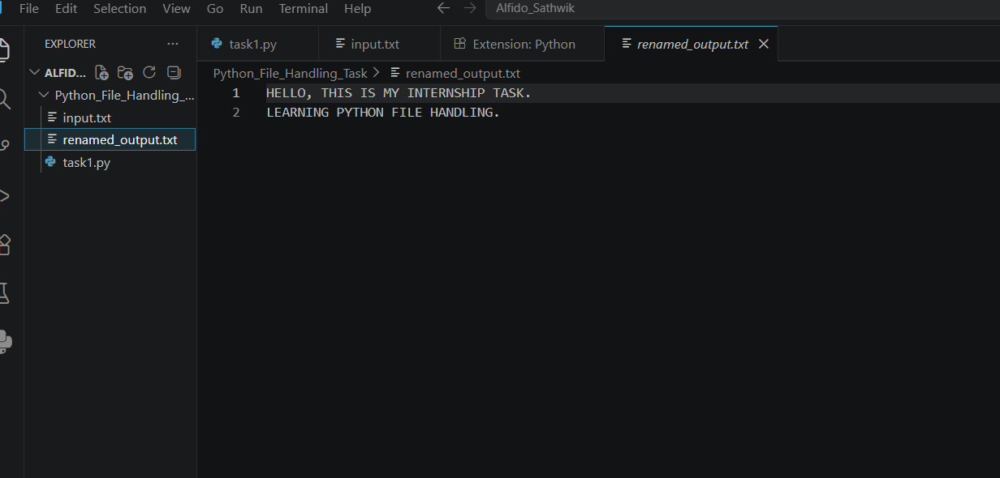 File Edit Selection View Go Run Terminal Help Alfido_Sathwik
EXPLORER ... task1.py input.txt Extension: Python renamed_output.txt
ALFID... Python_File_Handling_Task > renamed_output.txt
Python_File_Handling_... 1 HELLO, THIS IS MY INTERNSHIP TASK.
input.txt 2 LEARNING PYTHON FILE HANDLING.
renamed_output.txt
task1.py